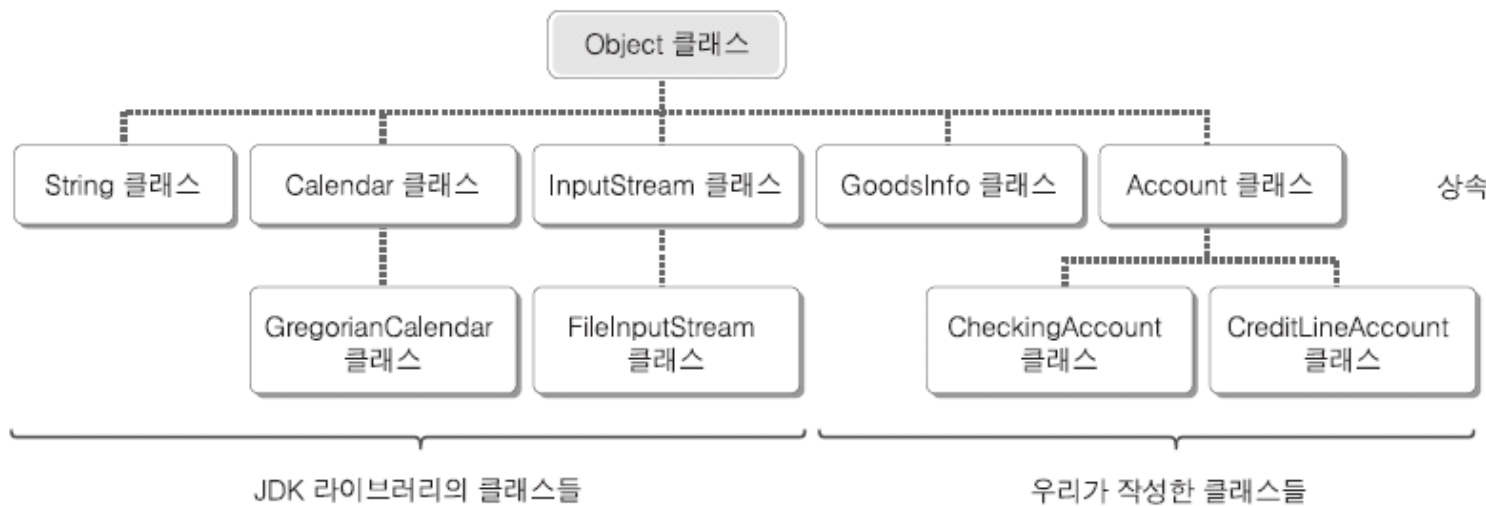 Object 클래스
String 클래스
Calendar 클래스
InputStream 클래스
GoodsInfo 클래스
Account 클래스
상속
GregorianCalendar
클래스
FileInputStream
클래스
CheckingAccount
클래스
CreditLineAccount
클래스
JDK 라이브러리의 클래스들
우리가 작성한 클래스들